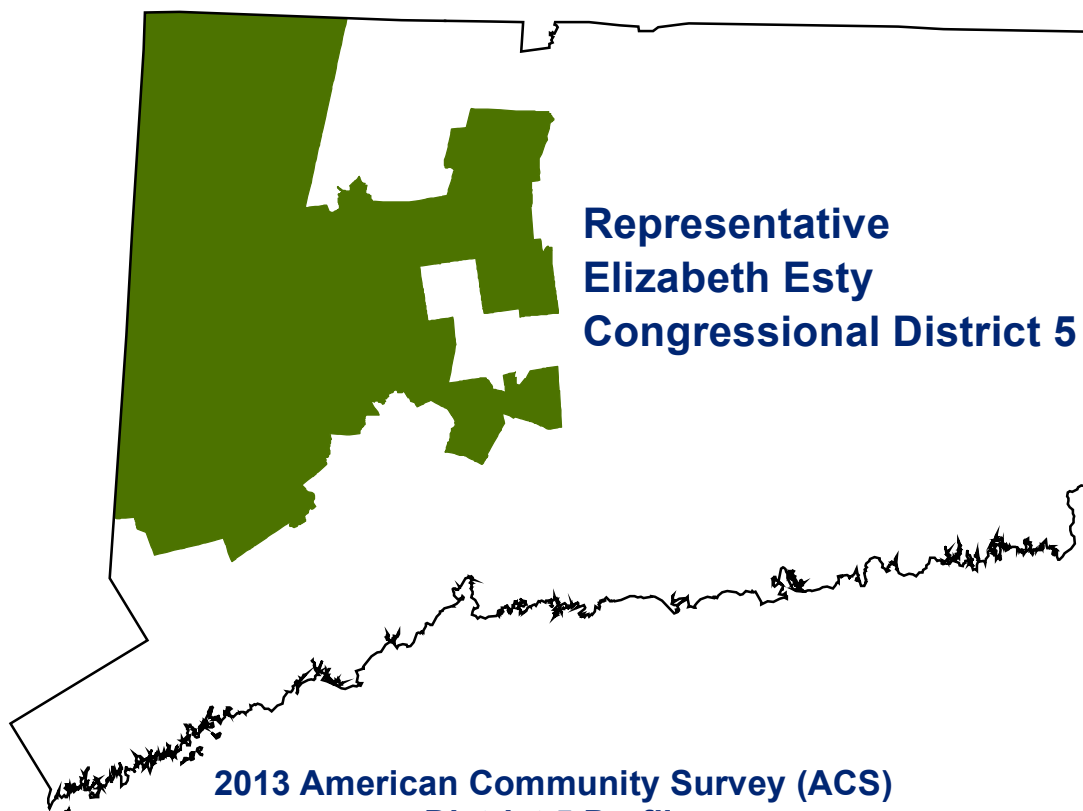 Representative
Elizabeth Esty
Congressional District 5
2013 American Community Survey (ACS)